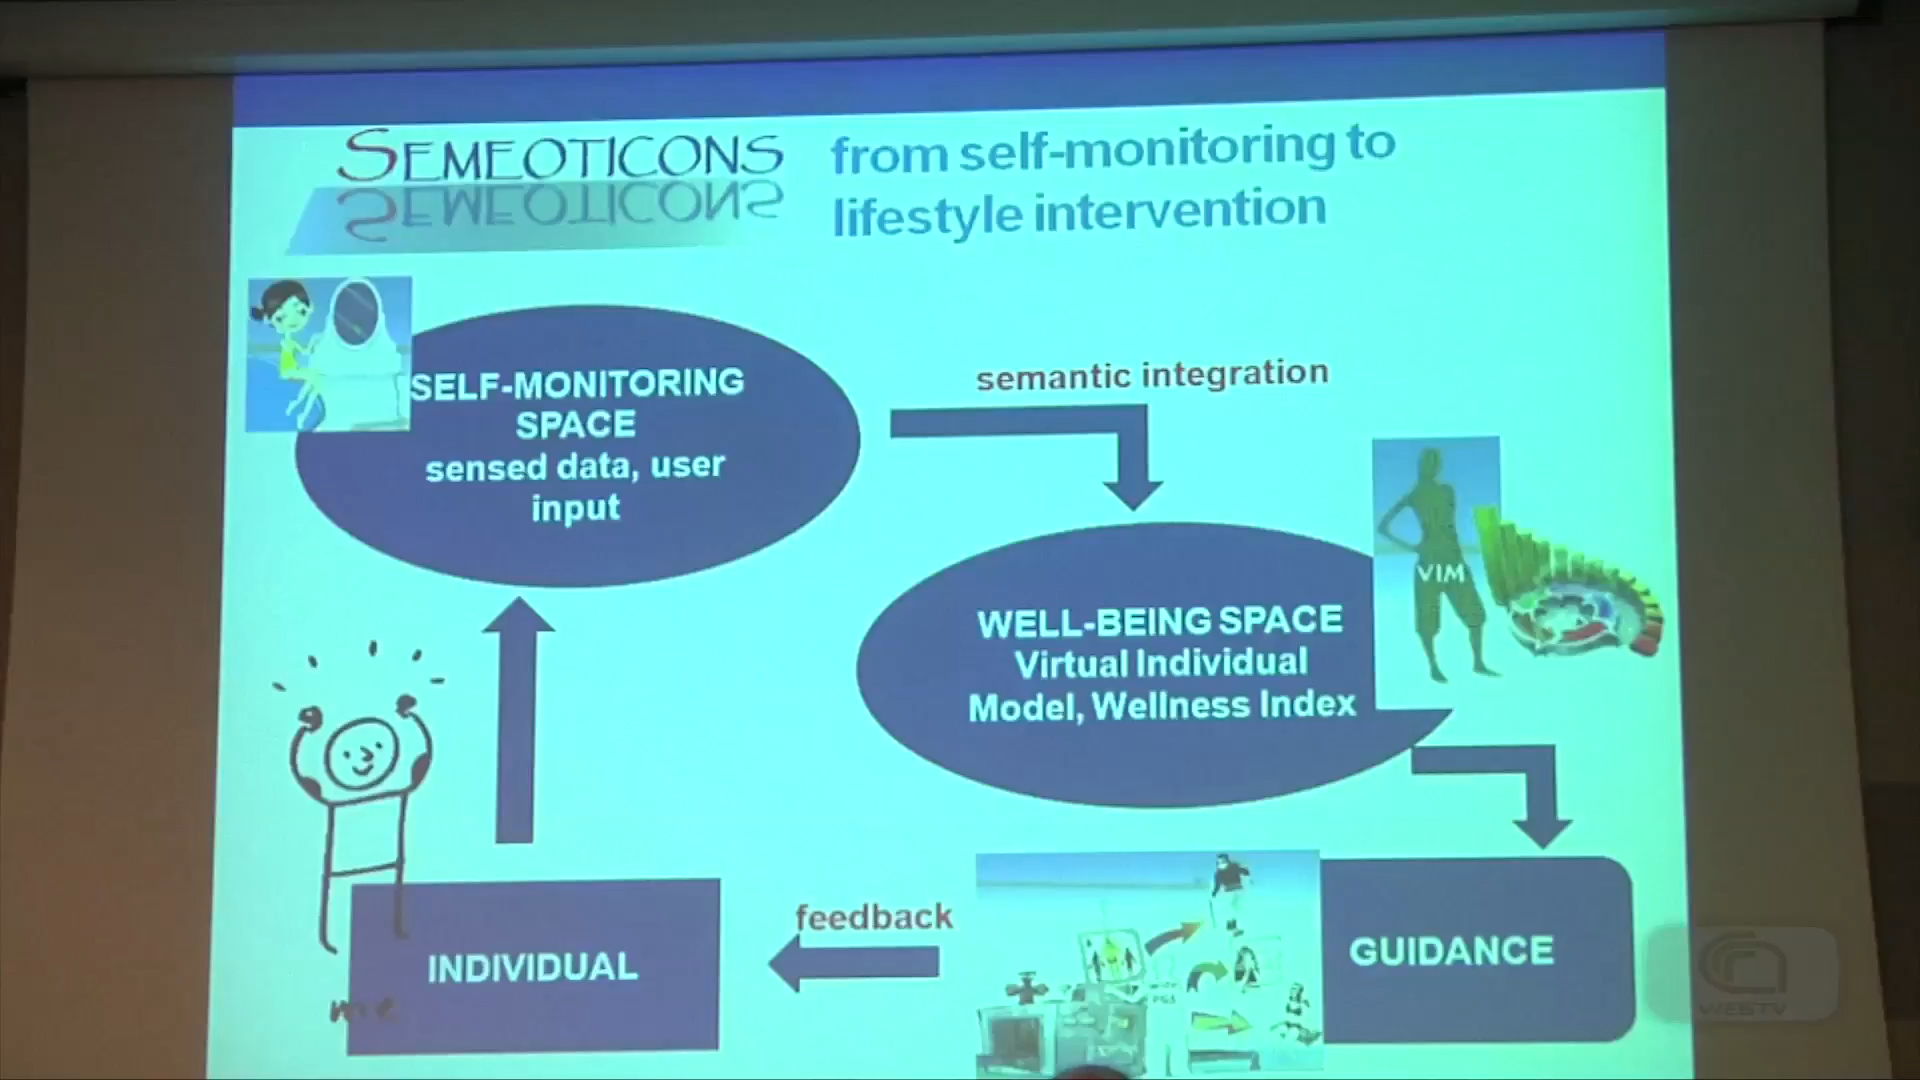 SEMEOTICONS
from self-monitoring to
lifestyle intervention
SELF-MONITORING
SPACE
sensed data, user
input
semantic integration
VIM
WELL-BEING SPACE
Virtual Individual
Model, Wellness Index
feedback
GUIDANCE
INDIVIDUAL
me
WEBTV